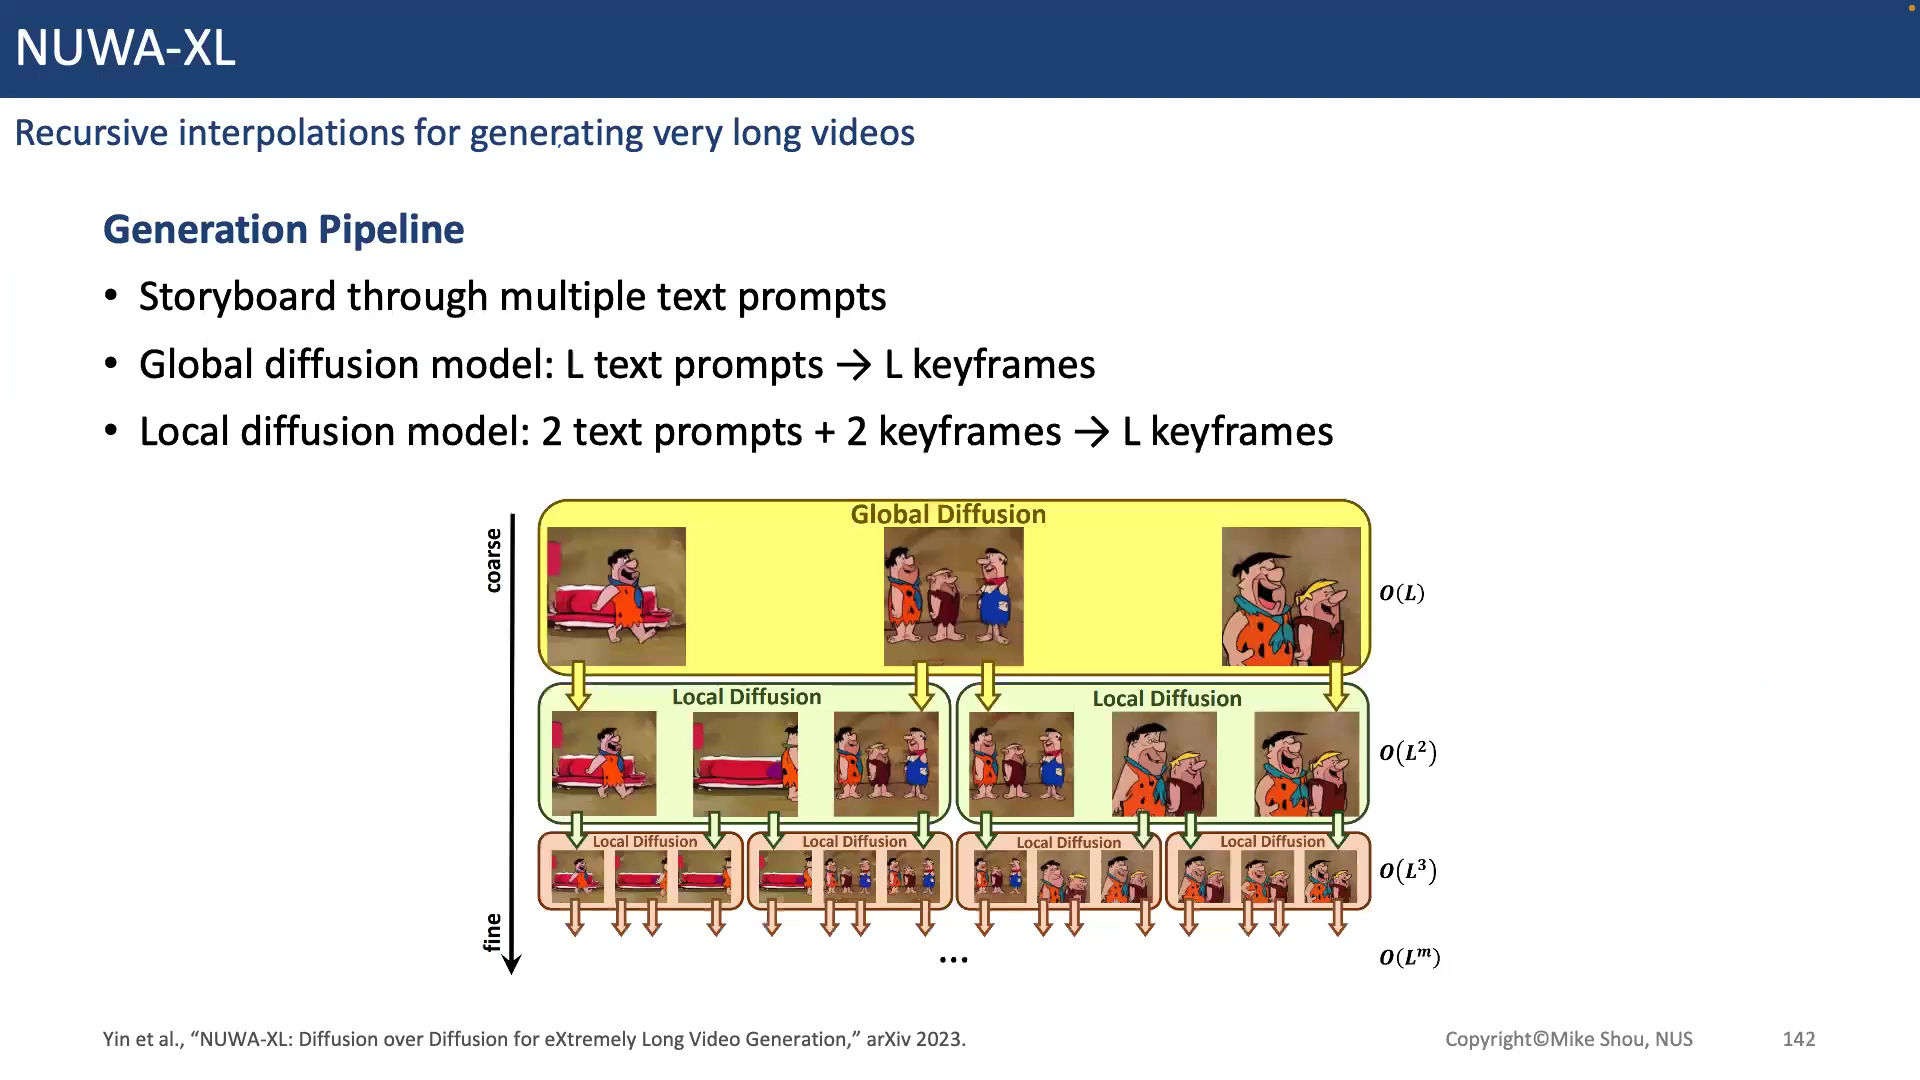 NUWA-XL
Recursive interpolations for generating very long videos
Generation Pipeline
• Storyboard through multiple text prompts
• Global diffusion model: L text prompts → L keyframes
• Local diffusion model: 2 text prompts + 2 keyframes → L keyframes
coarse
Global Diffusion
O(L)
Local Diffusion
Local Diffusion
O(L²)
Local Diffusion
Local Diffusion
Local Diffusion
Local Diffusion
O(L³)
fine
...
O(Lᵐ)
Yin et al., “NUWA-XL: Diffusion over Diffusion for eXtremely Long Video Generation,” arXiv 2023.
Copyright©Mike Shou, NUS
142